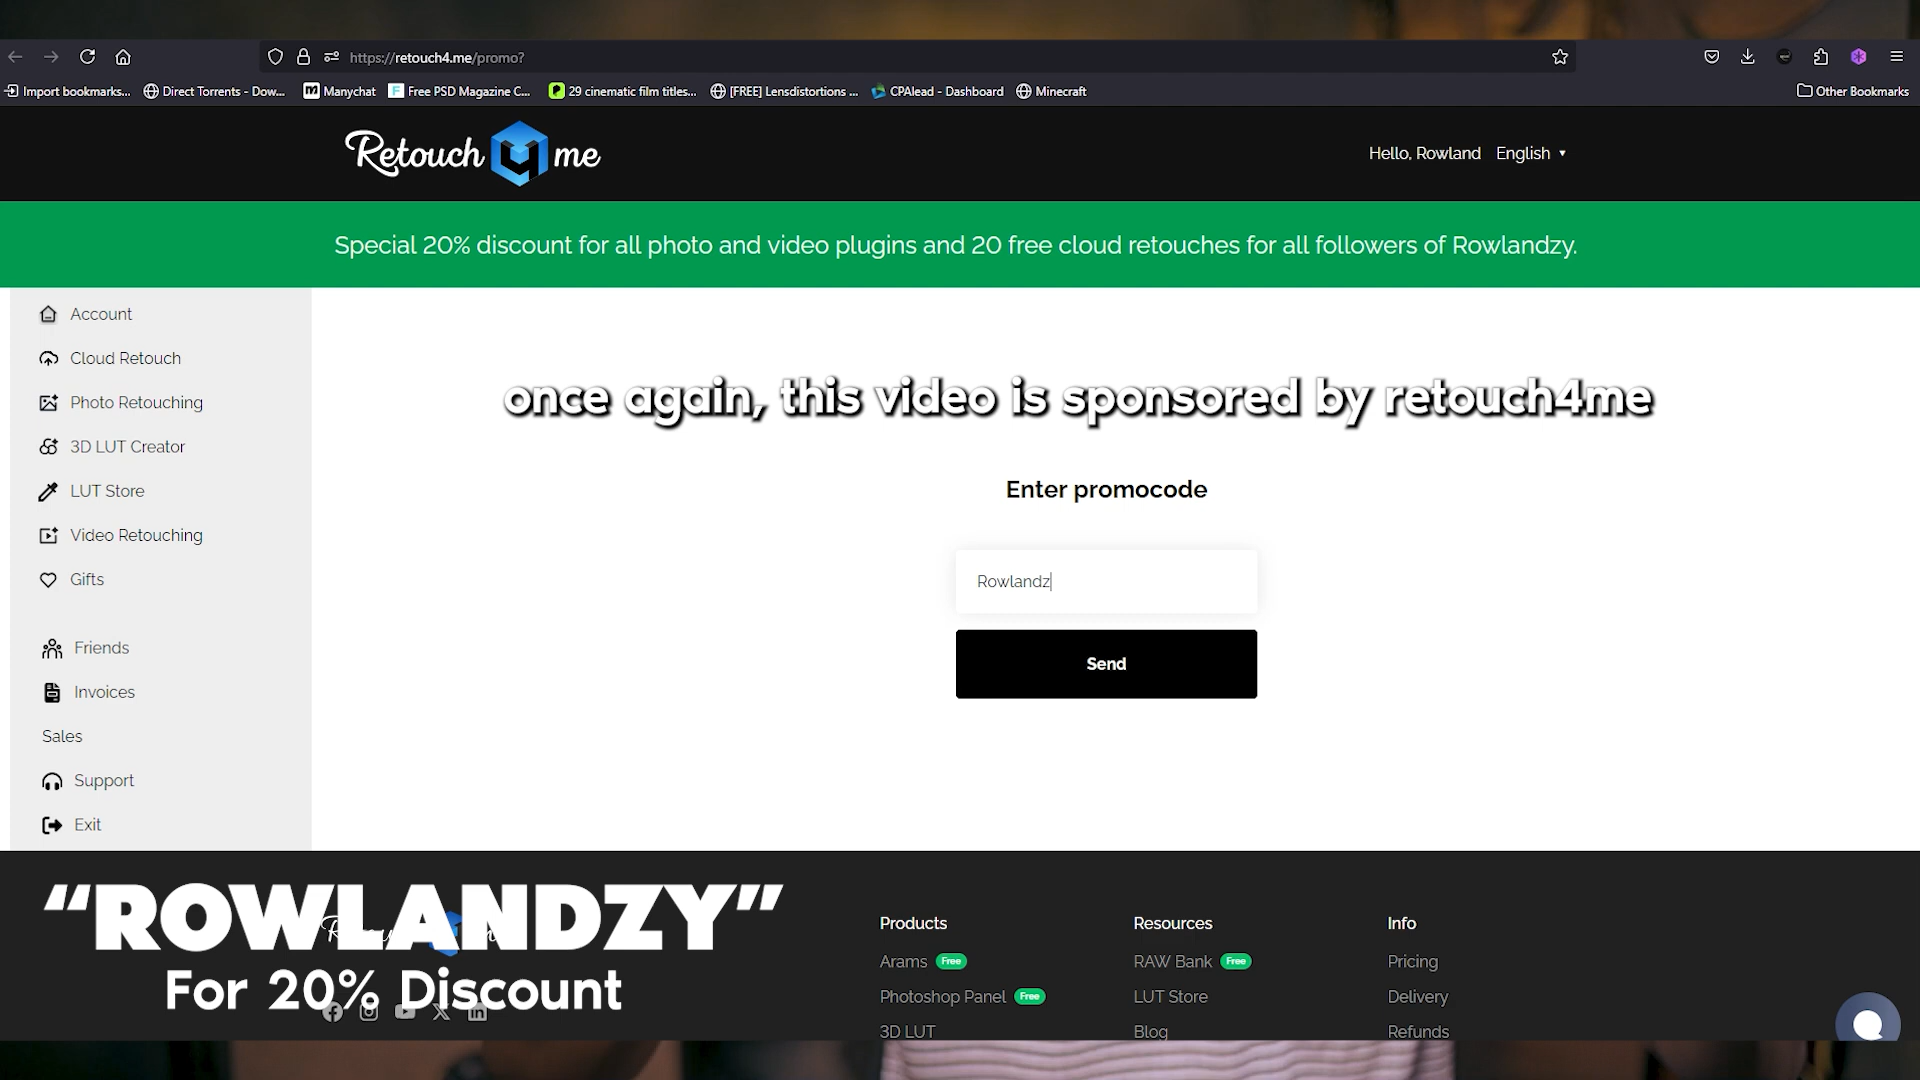 https://retouch4.me/promo?
Import bookmarks...
Direct Torrents - Dow...
Manychat
Free PSD Magazine C...
29 cinematic film titles...
[FREE] Lensdistortions ...
CPAlead - Dashboard
Minecraft
Other Bookmarks
Retouch 4 me
Hello, Rowland
English
Special 20% discount for all photo and video plugins and 20 free cloud retouches for all followers of Rowlandzy.
Account
Cloud Retouch
Photo Retouching
3D LUT Creator
LUT Store
Video Retouching
Gifts
Friends
Invoices
Sales
Support
Exit
once again, this video is sponsored by retouch4me
Enter promocode
Rowlandz
Send
“ROWLANDZY”
For 20% Discount
Products
Arams Free
Photoshop Panel Free
3D LUT
Resources
RAW Bank Free
LUT Store
Blog
Info
Pricing
Delivery
Refunds